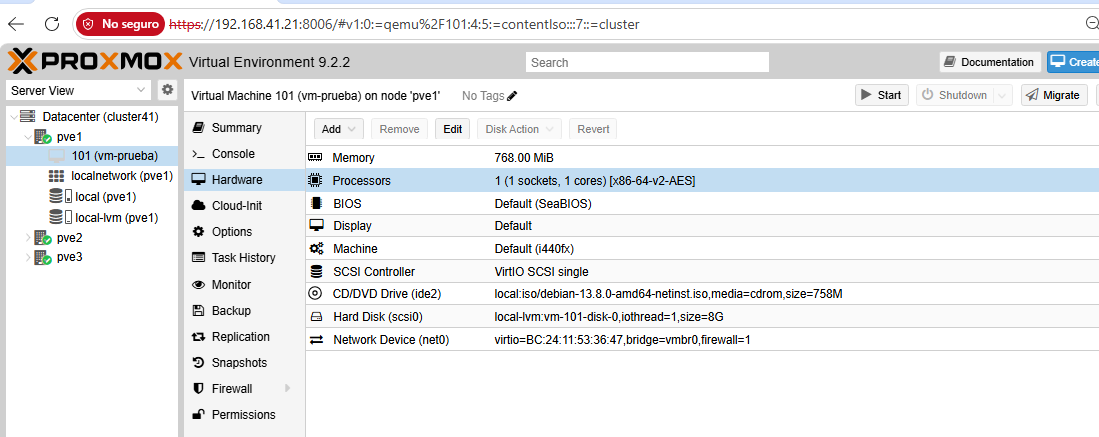 No seguro https://192.168.41.21:8006/#v1:0:=qemu%2F101:4:5:=contentIso:::7::=cluster
PROXMOX Virtual Environment 9.2.2 Search Documentation Create
Server View
Virtual Machine 101 (vm-prueba) on node 'pve1' No Tags Start Shutdown Migrate
Datacenter (cluster41)
pve1
101 (vm-prueba)
localnetwork (pve1)
local (pve1)
local-lvm (pve1)
pve2
pve3
Summary
Console
Hardware
Cloud-Init
Options
Task History
Monitor
Backup
Replication
Snapshots
Firewall
Permissions
Add Remove Edit Disk Action Revert
Memory 768.00 MiB
Processors 1 (1 sockets, 1 cores) [x86-64-v2-AES]
BIOS Default (SeaBIOS)
Display Default
Machine Default (i440fx)
SCSI Controller VirtIO SCSI single
CD/DVD Drive (ide2) local:iso/debian-13.8.0-amd64-netinst.iso,media=cdrom,size=758M
Hard Disk (scsi0) local-lvm:vm-101-disk-0,iothread=1,size=8G
Network Device (net0) virtio=BC:24:11:53:36:47,bridge=vmbr0,firewall=1